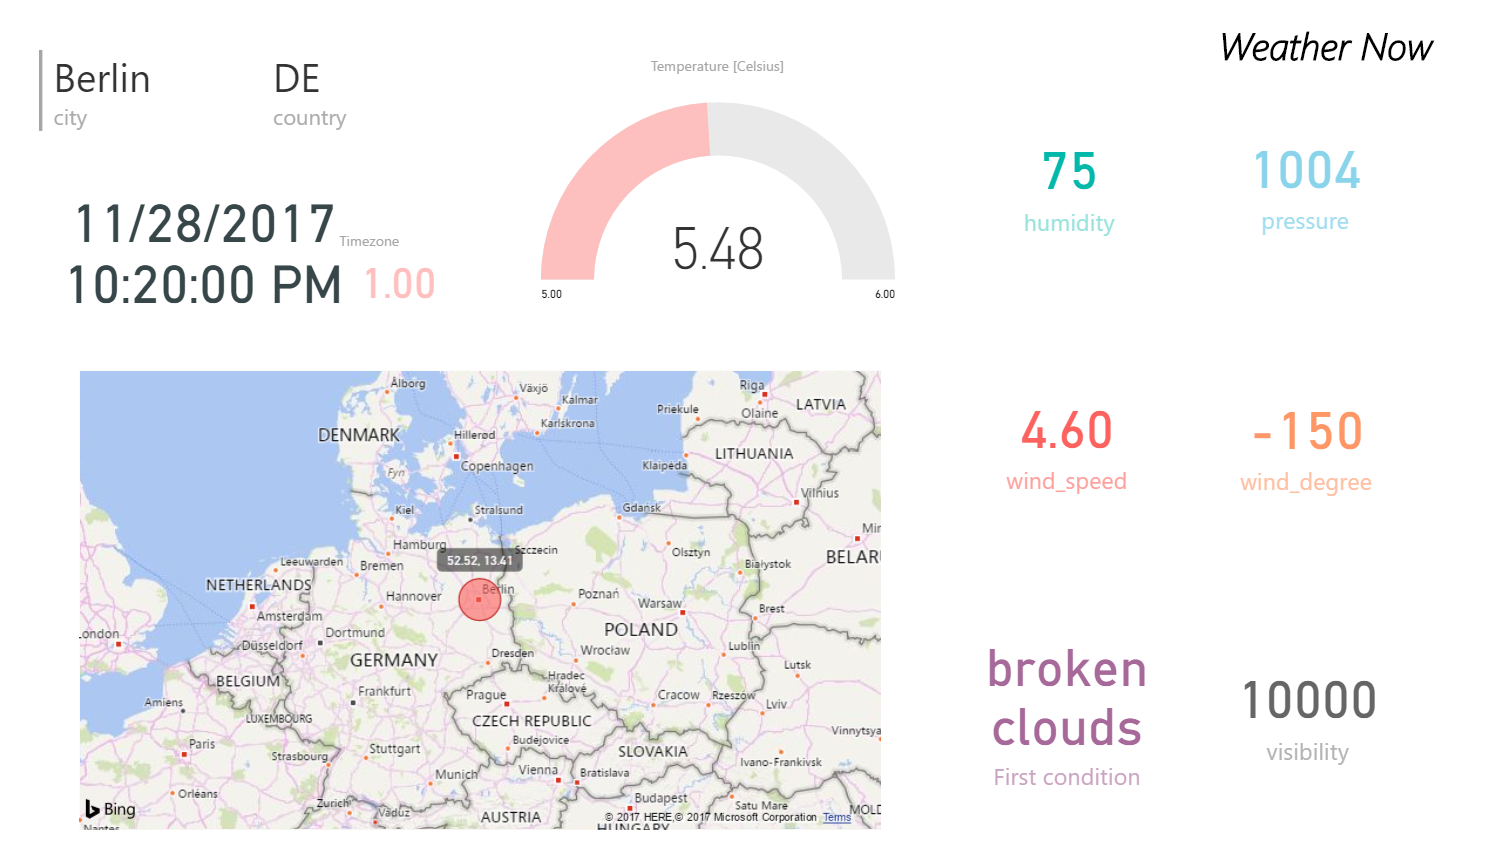 Weather Now
Berlin
city
DE
country
11/28/2017
10:20:00 PM
Timezone
1.00
Temperature [Celsius]
5.48
5.00
6.00
75
humidity
1004
pressure
4.60
wind_speed
-150
wind_degree
broken
clouds
First condition
10000
visibility
Ålborg
Växjö
Kalmar
Karlskrona
Riga
Priekule
Olaine
LATVIA
DENMARK
Hillerød
Copenhagen
Fyn
LITHUANIA
Klaipėda
Vilnius
Kiel
Stralsund
Gdańsk
Hamburg
Szczecin
Olsztyn
Białystok
BELAR
52.52, 13.41
Leeuwarden
Bremen
NETHERLANDS
Amsterdam
Hannover
Berlin
Poznań
Warsaw
Brest
POLAND
London
Düsseldorf
Dortmund
GERMANY
Dresden
Wrocław
Lublin
Lutsk
BELGIUM
Amiens
LUXEMBOURG
Frankfurt
Prague
Hradec
Králové
Cracow
Rzeszów
Lviv
CZECH REPUBLIC
Budejovice
SLOVAKIA
Vinnytsya
Paris
Strasbourg
Stuttgart
Munich
Vienna
Bratislava
Ivano-Frankivsk
Orléans
Zurich
Vaduz
AUSTRIA
Budapest
HUNGARY
Satu Mare
MOLD
Nantes
Bing
© 2017 HERE,© 2017 Microsoft Corporation Terms